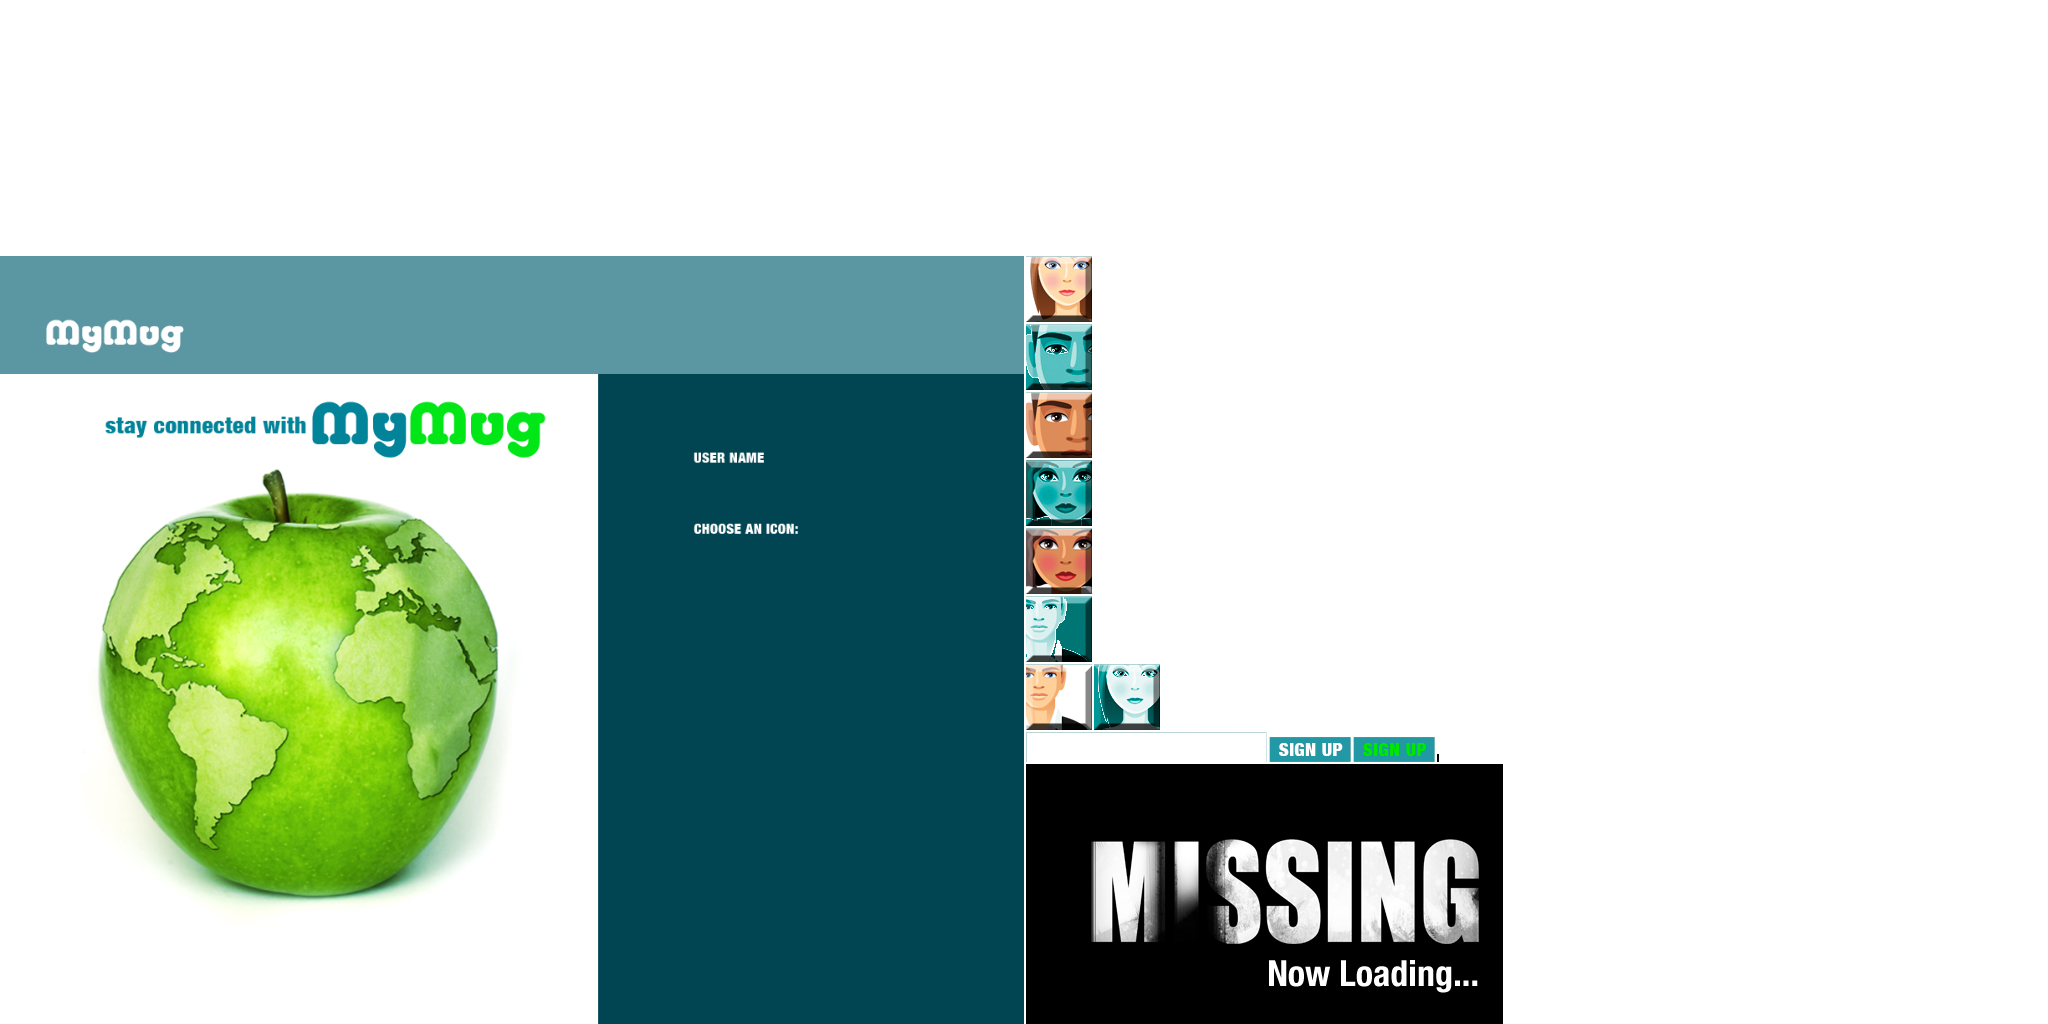 MyMug
stay connected with MyMug
USER NAME
CHOOSE AN ICON:
SIGN UP SIGN UP
MISSING
Now Loading...